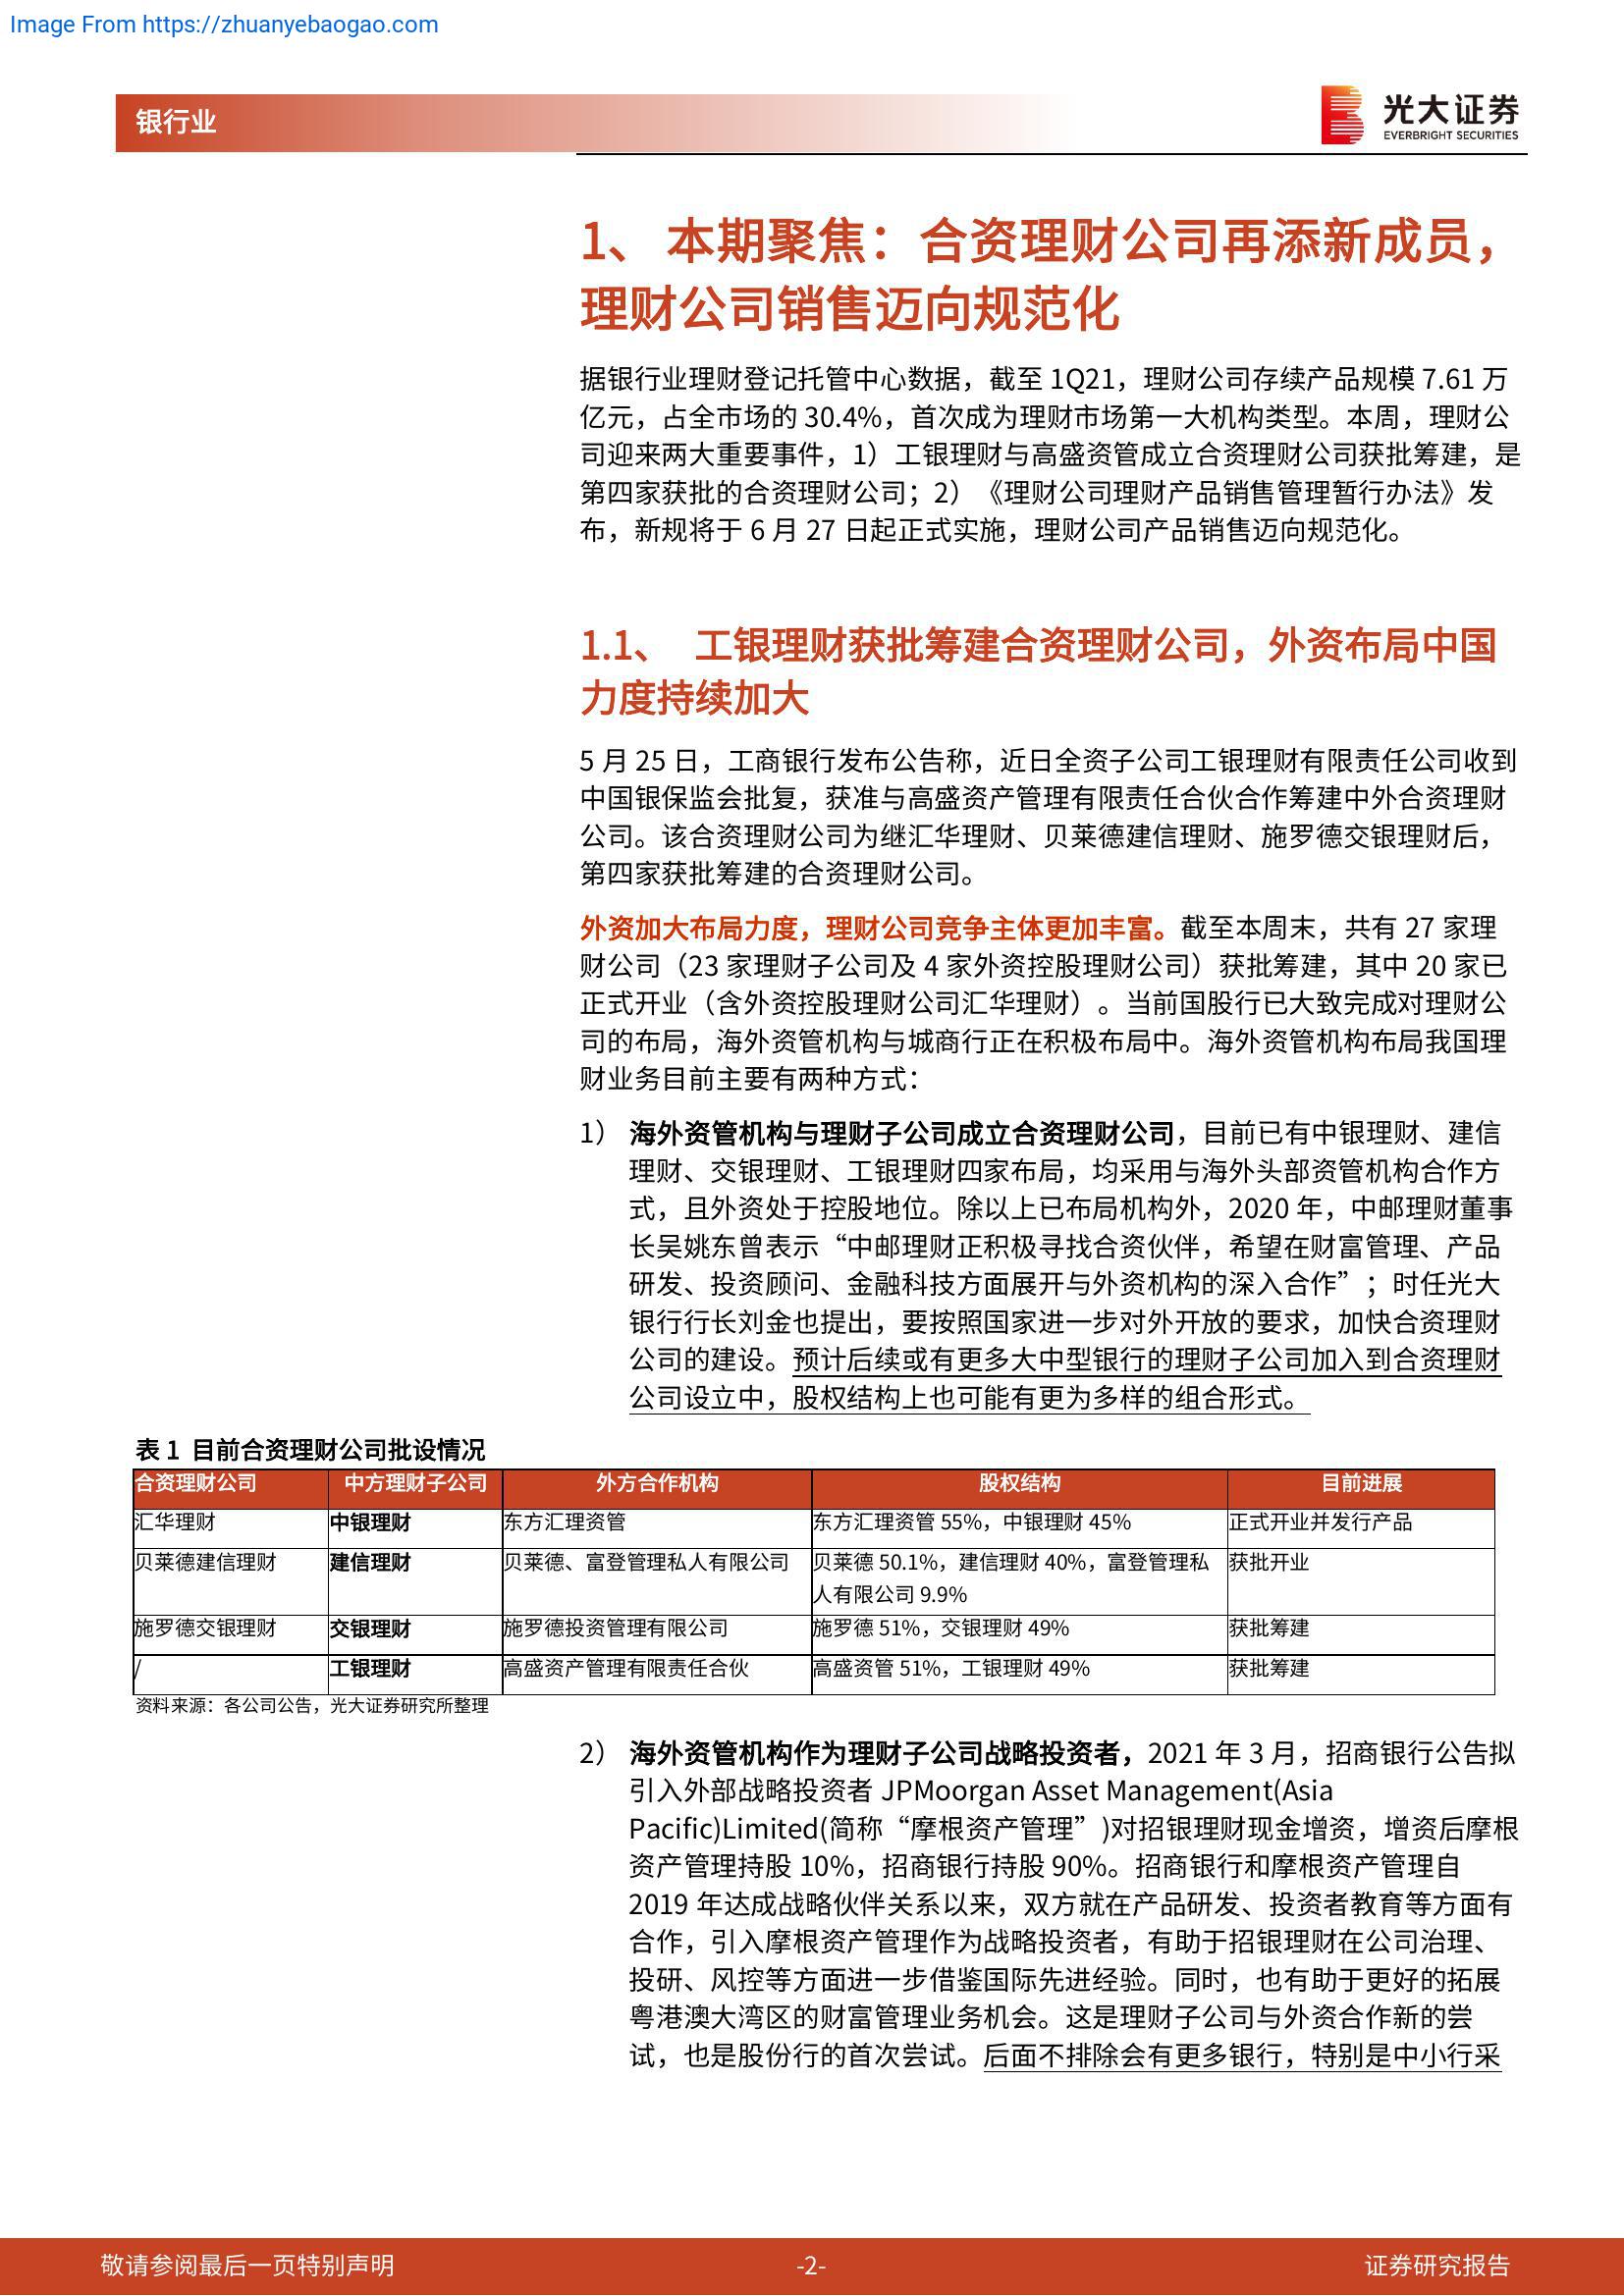 Image From https://zhuanyebaogao.com
银行业
光大证券
EVERBRIGHT SECURITIES
1、 本期聚焦：合资理财公司再添新成员，
理财公司销售迈向规范化
据银行业理财登记托管中心数据，截至 1Q21，理财公司存续产品规模 7.61 万
亿元，占全市场的 30.4%，首次成为理财市场第一大机构类型。本周，理财公
司迎来两大重要事件，1）工银理财与高盛资管成立合资理财公司获批筹建，是
第四家获批的合资理财公司；2）《理财公司理财产品销售管理暂行办法》发
布，新规将于 6 月 27 日起正式实施，理财公司产品销售迈向规范化。
1.1、 工银理财获批筹建合资理财公司，外资布局中国
力度持续加大
5 月 25 日，工商银行发布公告称，近日全资子公司工银理财有限责任公司收到
中国银保监会批复，获准与高盛资产管理有限责任合伙合作筹建中外合资理财
公司。该合资理财公司为继汇华理财、贝莱德建信理财、施罗德交银理财后，
第四家获批筹建的合资理财公司。
外资加大布局力度，理财公司竞争主体更加丰富。截至本周末，共有 27 家理
财公司（23 家理财子公司及 4 家外资控股理财公司）获批筹建，其中 20 家已
正式开业（含外资控股理财公司汇华理财）。当前国股行已大致完成对理财公
司的布局，海外资管机构与城商行正在积极布局中。海外资管机构布局我国理
财业务目前主要有两种方式：
1） 海外资管机构与理财子公司成立合资理财公司，目前已有中银理财、建信
理财、交银理财、工银理财四家布局，均采用与海外头部资管机构合作方
式，且外资处于控股地位。除以上已布局机构外，2020 年，中邮理财董事
长吴姚东曾表示“中邮理财正积极寻找合资伙伴，希望在财富管理、产品
研发、投资顾问、金融科技方面展开与外资机构的深入合作”；时任光大
银行行长刘金也提出，要按照国家进一步对外开放的要求，加快合资理财
公司的建设。预计后续或有更多大中型银行的理财子公司加入到合资理财
公司设立中，股权结构上也可能有更为多样的组合形式。
表 1 目前合资理财公司批设情况
合资理财公司 中方理财子公司 外方合作机构 股权结构 目前进展
汇华理财 中银理财 东方汇理资管 东方汇理资管 55%，中银理财 45% 正式开业并发行产品
贝莱德建信理财 建信理财 贝莱德、富登管理私人有限公司 贝莱德 50.1%，建信理财 40%，富登管理私 获批开业
人有限公司 9.9%
施罗德交银理财 交银理财 施罗德投资管理有限公司 施罗德 51%，交银理财 49% 获批筹建
/ 工银理财 高盛资产管理有限责任合伙 高盛资管 51%，工银理财 49% 获批筹建
资料来源：各公司公告，光大证券研究所整理
2） 海外资管机构作为理财子公司战略投资者，2021 年 3 月，招商银行公告拟
引入外部战略投资者 JPMoorgan Asset Management(Asia
Pacific)Limited(简称“摩根资产管理”)对招银理财现金增资，增资后摩根
资产管理持股 10%，招商银行持股 90%。招商银行和摩根资产管理自
2019 年达成战略伙伴关系以来，双方就在产品研发、投资者教育等方面有
合作，引入摩根资产管理作为战略投资者，有助于招银理财在公司治理、
投研、风控等方面进一步借鉴国际先进经验。同时，也有助于更好的拓展
粤港澳大湾区的财富管理业务机会。这是理财子公司与外资合作新的尝
试，也是股份行的首次尝试。后面不排除会有更多银行，特别是中小行采
敬请参阅最后一页特别声明 -2- 证券研究报告